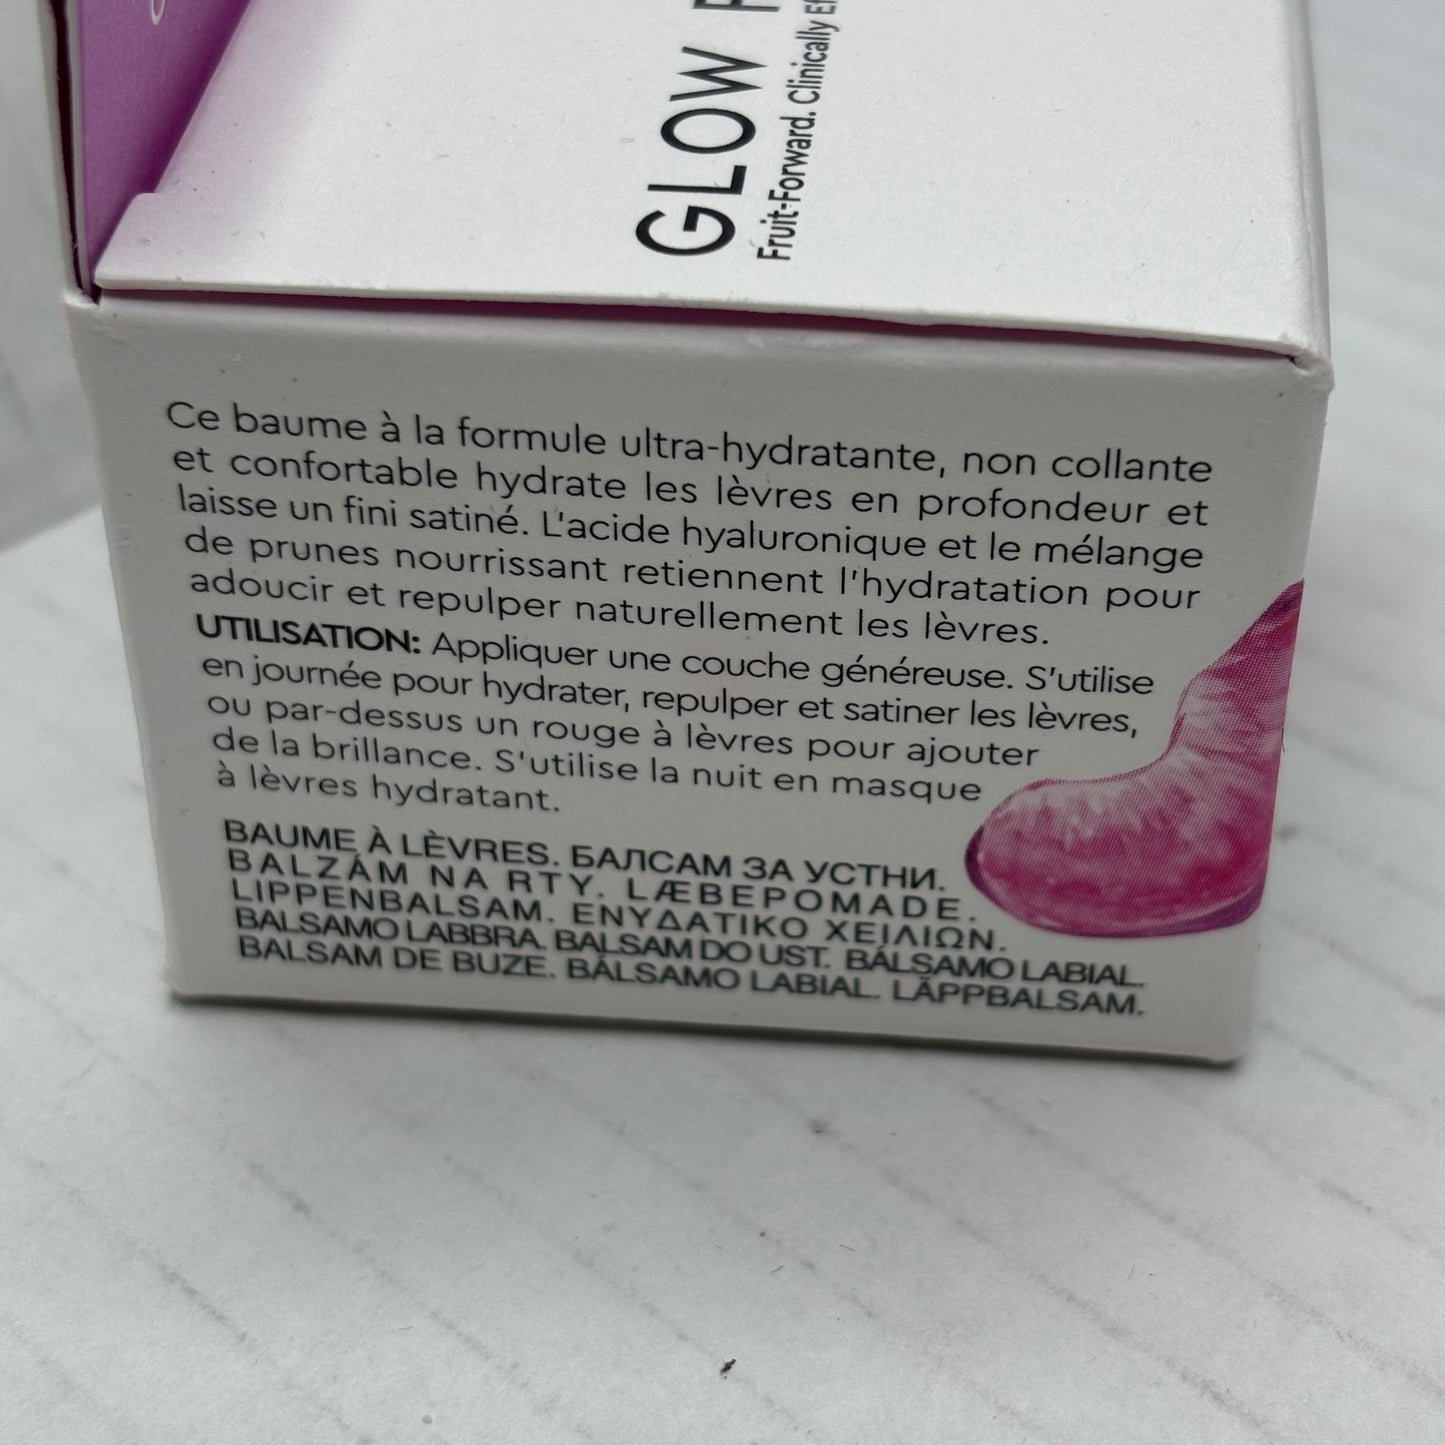 GLOW
Fruit-Forward. Clinically
Ce baume à la formule ultra-hydratante, non collante
et confortable hydrate les lèvres en profondeur et
laisse un fini satiné. L'acide hyaluronique et le mélange
de prunes nourrissant retiennent l'hydratation pour
adoucir et repulper naturellement les lèvres.
UTILISATION: Appliquer une couche généreuse. S'utilise
en journée pour hydrater, repulper et satiner les lèvres,
ou par-dessus un rouge à lèvres pour ajouter
de la brillance. S'utilise la nuit en masque
à lèvres hydratant.
BAUME À LÈVRES. БАЛСАМ ЗА УСТНИ.
BALZÁM NA RTY. LÆBEPOMADE.
LIPPENBALSAM. ΕΝΥΔΑΤΙΚΟ ΧΕΙΛΙΩΝ.
BALSAMO LABBRA. BALSAM DO UST. BÁLSAMO LABIAL.
BALSAM DE BUZE. BÁLSAMO LABIAL. LÄPPBALSAM.